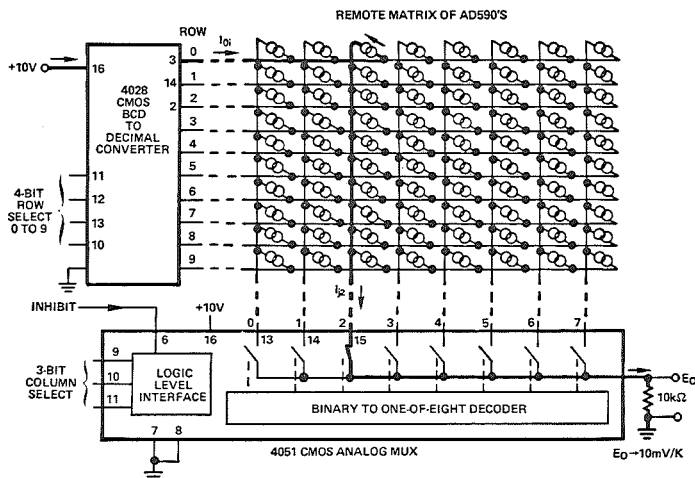 REMOTE MATRIX OF AD590'S
ROW
0
I0i
3
+10V
16
4028
CMOS
BCD
TO
DECIMAL
CONVERTER
14
1
2
2
3
4
5
6
7
8
9
4-BIT
ROW
SELECT
0 TO 9
11
12
13
10
Ij2
INHIBIT
+10V
0 1 2 3 4 5 6 7
6 16 13 14 15
3-BIT
COLUMN
SELECT
9
10
11
LOGIC
LEVEL
INTERFACE
BINARY TO ONE-OF-EIGHT DECODER
7 8
4051 CMOS ANALOG MUX
EO
10kΩ
EO→10mV/K